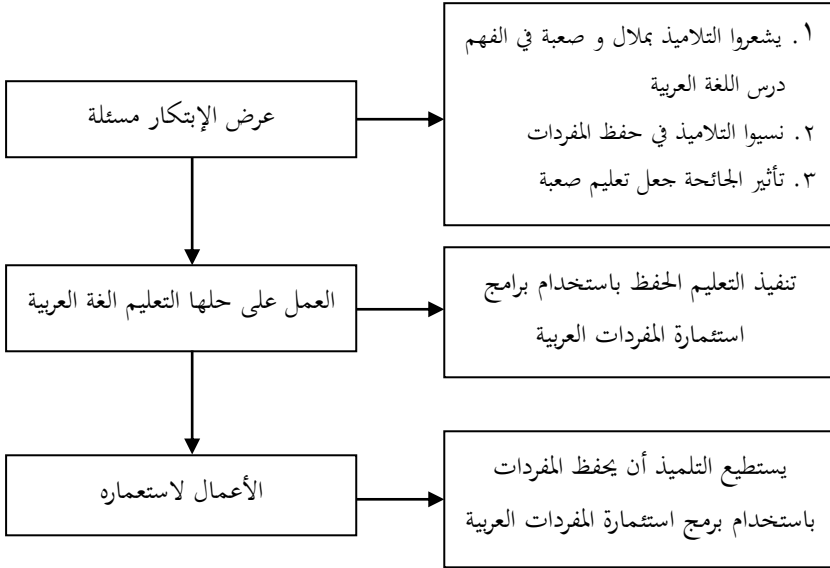 عرض الإبتكار مسئلة
١. يشعروا التلاميذ بملال و صعبة في الفهم
درس اللغة العربية
٢. نسيوا التلاميذ في حفظ المفردات
٣. تأثير الجائحة جعل تعليم صعبة
العمل على حلها التعليم الغة العربية
تنفيذ التعليم الحفظ باستخدام برامج
استئمارة المفردات العربية
الأعمال لاستعماره
يستطيع التلميذ أن يحفظ المفردات
باستخدام برمج استئمارة المفردات العربية